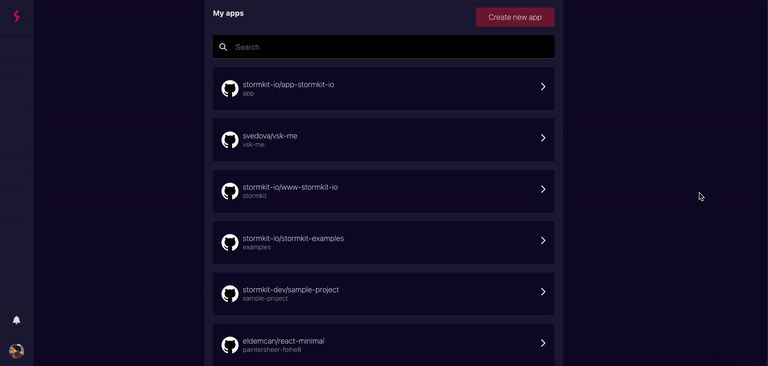 My apps
Create new app
Search
stormkit-io/app-stormkit-io
app
svedova/vsk-me
vsk-me
stormkit-io/www-stormkit-io
stormkit
stormkit-io/stormkit-examples
examples
stormkit-dev/sample-project
sample-project
eldemcan/react-minimal
paintersheer-foihe8